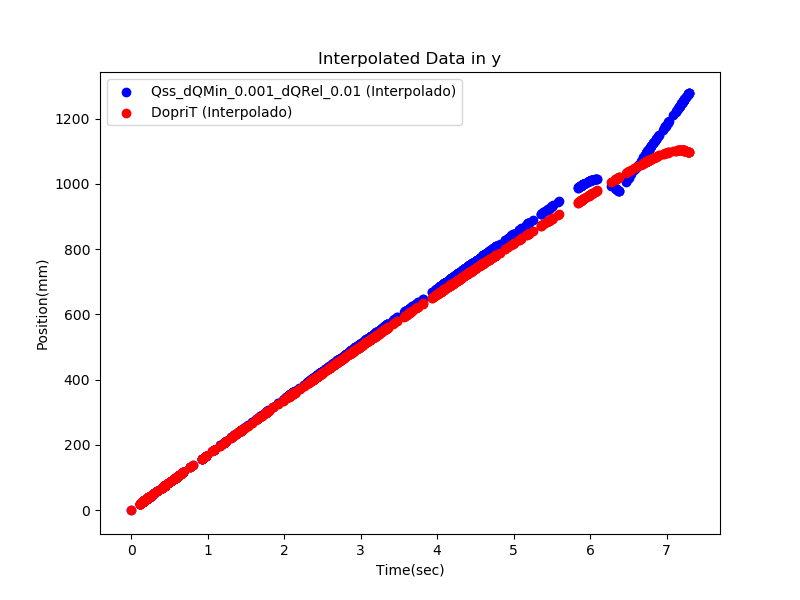 Interpolated Data in y
Qss_dQMin_0.001_dQRel_0.01 (Interpolado)
DopriT (Interpolado)
1200
1000
800
600
400
200
0
Position(mm)
0 1 2 3 4 5 6 7
Time(sec)